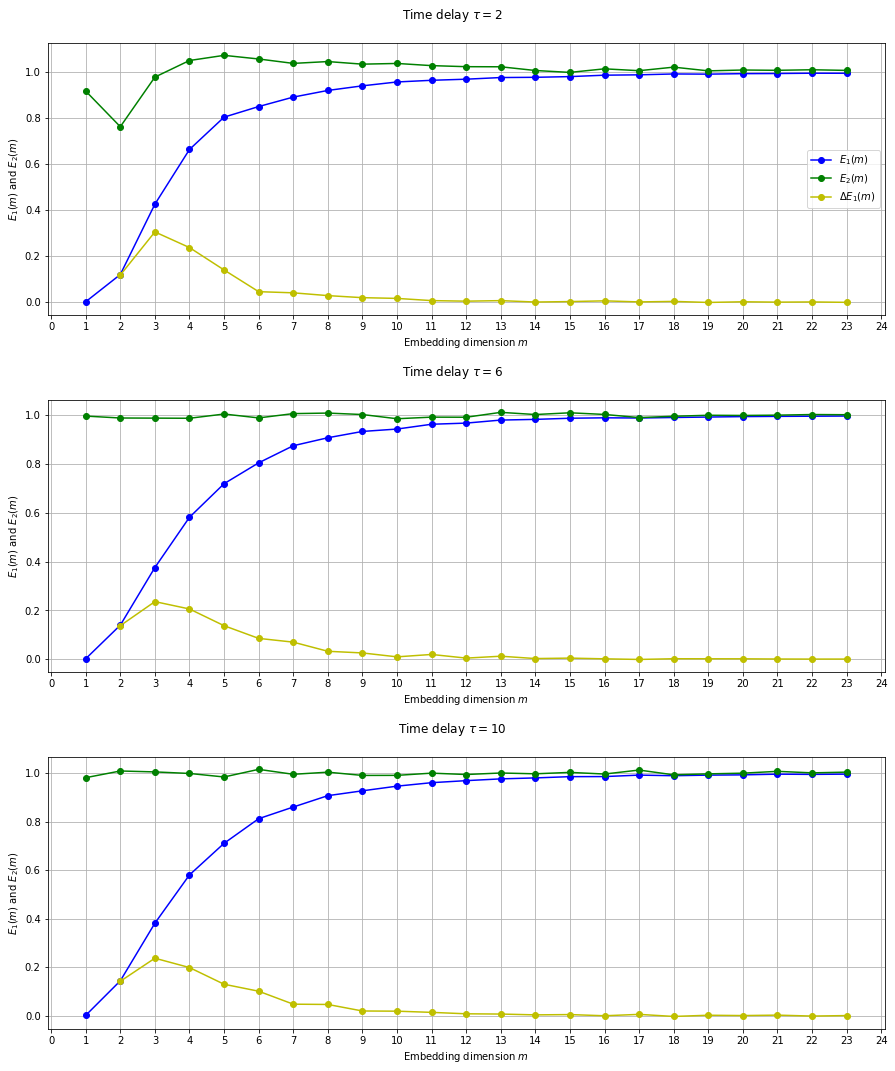 Time delay τ = 2
E₁(m) and E₂(m)
1.0
0.8
0.6
0.4
0.2
0.0
E₁(m)
E₂(m)
ΔE₁(m)
0 1 2 3 4 5 6 7 8 9 10 11 12 13 14 15 16 17 18 19 20 21 22 23 24
Embedding dimension m
Time delay τ = 6
E₁(m) and E₂(m)
1.0
0.8
0.6
0.4
0.2
0.0
0 1 2 3 4 5 6 7 8 9 10 11 12 13 14 15 16 17 18 19 20 21 22 23 24
Embedding dimension m
Time delay τ = 10
E₁(m) and E₂(m)
1.0
0.8
0.6
0.4
0.2
0.0
0 1 2 3 4 5 6 7 8 9 10 11 12 13 14 15 16 17 18 19 20 21 22 23 24
Embedding dimension m